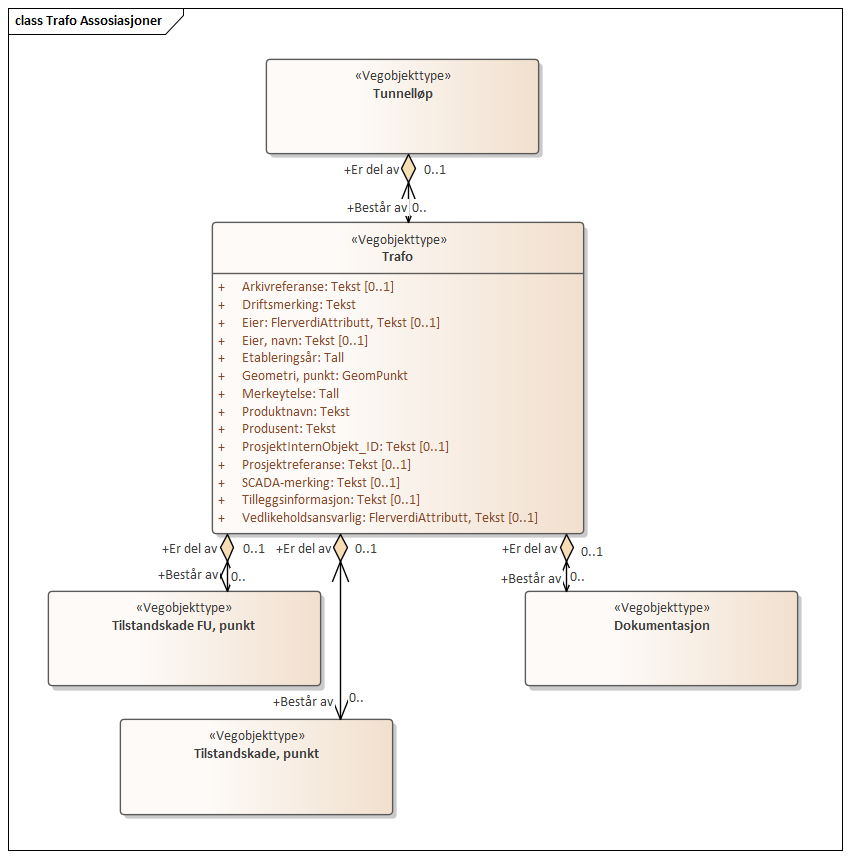 class Trafo Assosiasjoner
«Vegobjekttype»
Tunnelløp
+Er del av 0..1
+Består av 0..
«Vegobjekttype»
Trafo
+ Arkivreferanse: Tekst [0..1]
+ Driftsmerking: Tekst
+ Eier: FlerverdiAttributt, Tekst [0..1]
+ Eier, navn: Tekst [0..1]
+ Etableringsår: Tall
+ Geometri, punkt: GeomPunkt
+ Merkeytelse: Tall
+ Produktnavn: Tekst
+ Produsent: Tekst
+ ProsjektInternObjekt_ID: Tekst [0..1]
+ Prosjektreferanse: Tekst [0..1]
+ SCADA-merking: Tekst [0..1]
+ Tilleggsinformasjon: Tekst [0..1]
+ Vedlikeholdsansvarlig: FlerverdiAttributt, Tekst [0..1]
+Er del av 0..1 +Er del av 0..1 +Er del av 0..1
+Består av 0.. +Består av 0..
«Vegobjekttype»
Tilstandskade FU, punkt
«Vegobjekttype»
Dokumentasjon
+Består av 0..
«Vegobjekttype»
Tilstandskade, punkt